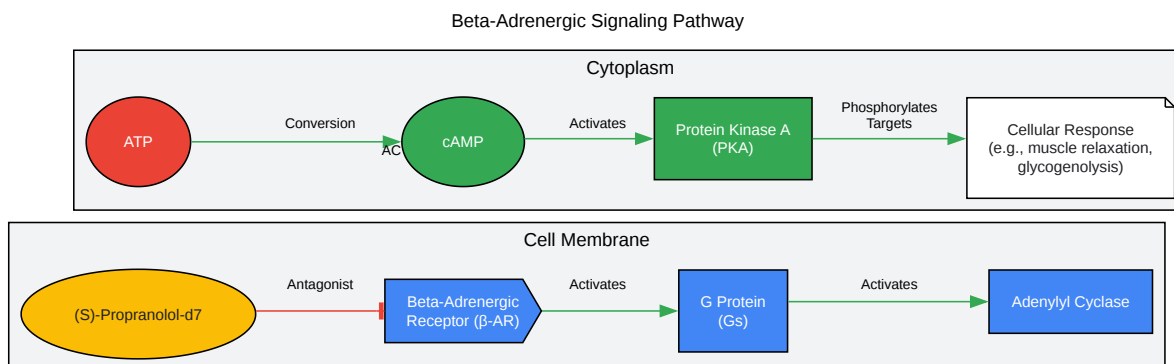 Beta-Adrenergic Signaling Pathway
Cytoplasm
ATP
Conversion
AC
cAMP
Activates
Protein Kinase A
(PKA)
Phosphorylates
Targets
Cellular Response
(e.g., muscle relaxation,
glycogenolysis)
Cell Membrane
(S)-Propranolol-d7
Antagonist
Beta-Adrenergic
Receptor (β-AR)
Activates
G Protein
(Gs)
Activates
Adenylyl Cyclase